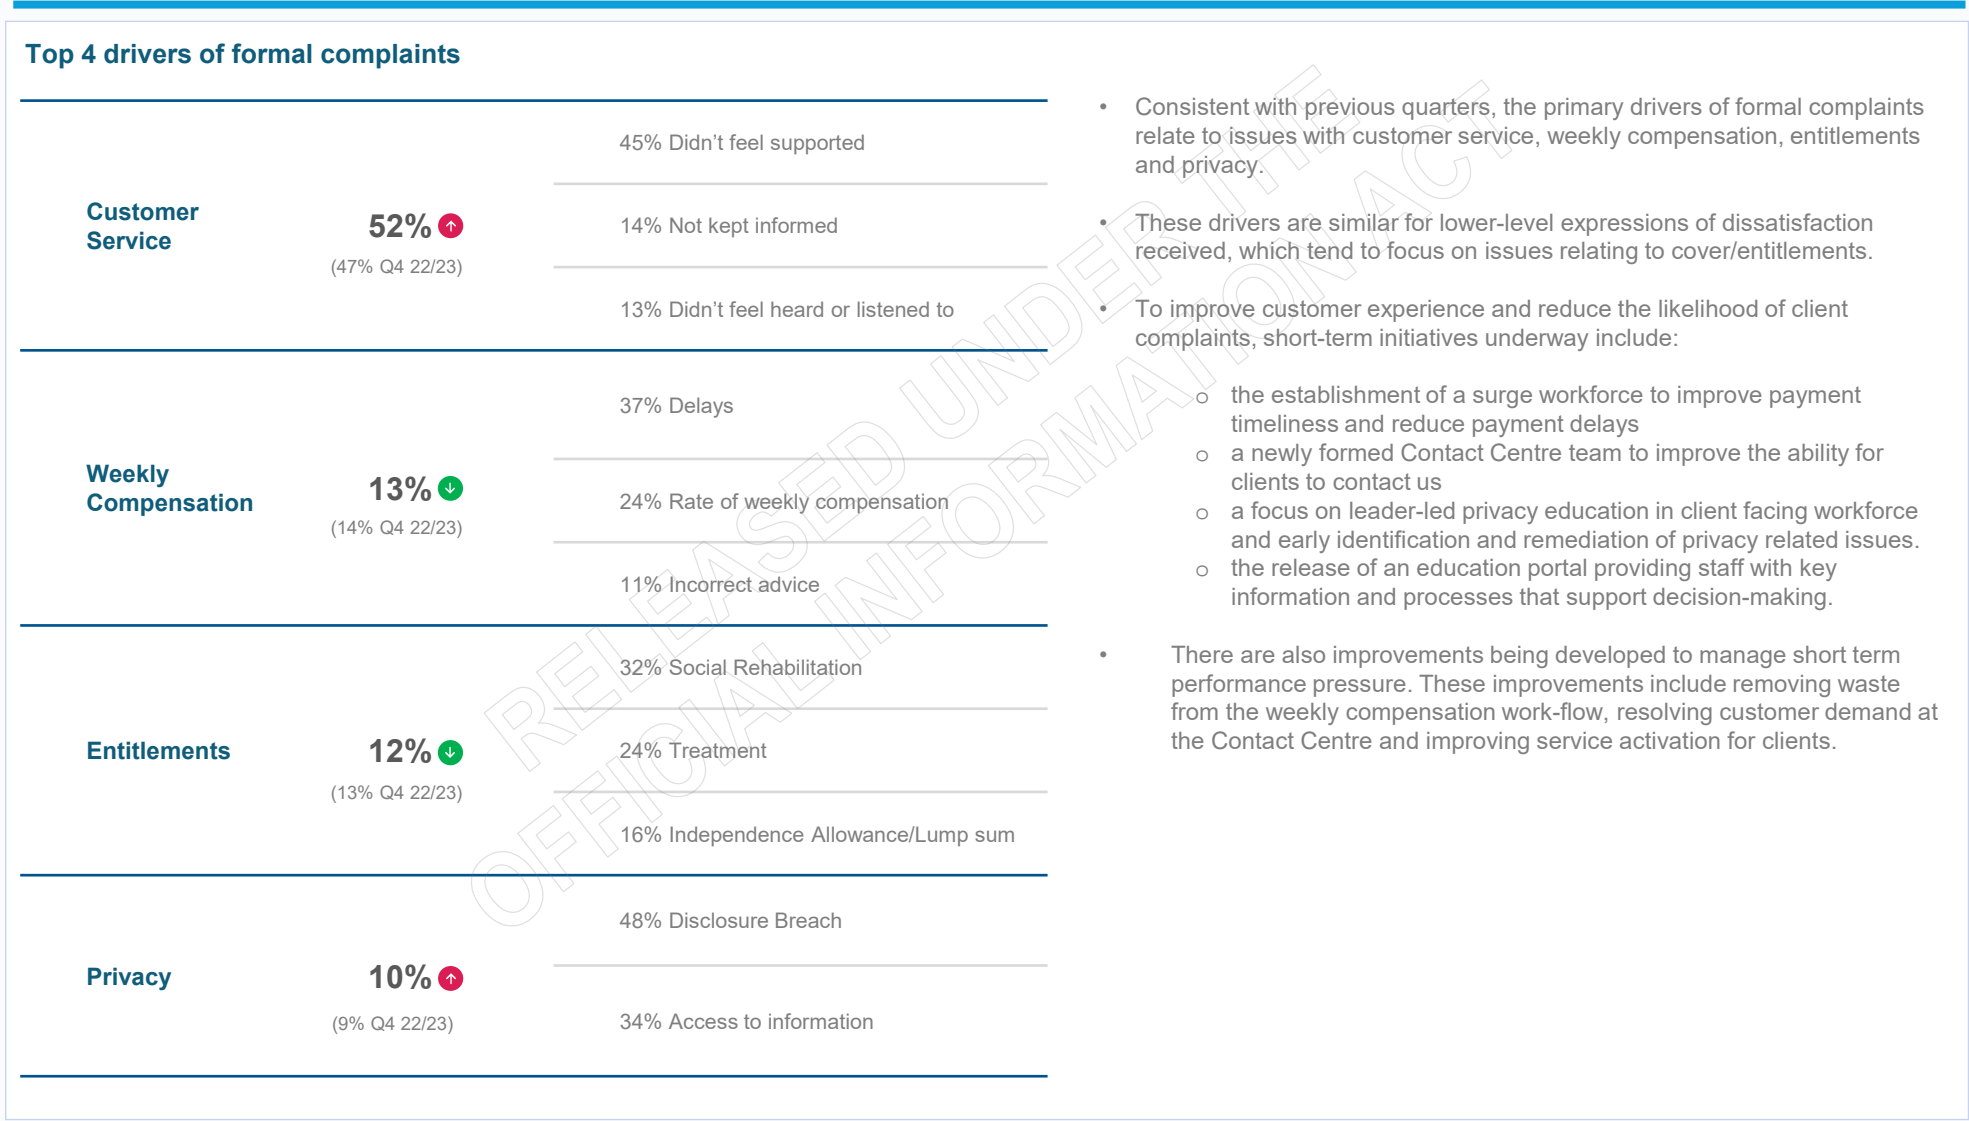 Top 4 drivers of formal complaints
Customer
Service
52%
(47% Q4 22/23)
45% Didn't feel supported
14% Not kept informed
13% Didn't feel heard or listened to
Weekly
Compensation
13%
(14% Q4 22/23)
37% Delays
24% Rate of weekly compensation
11% Incorrect advice
Entitlements
12%
(13% Q4 22/23)
32% Social Rehabilitation
24% Treatment
16% Independence Allowance/Lump sum
Privacy
10%
(9% Q4 22/23)
48% Disclosure Breach
34% Access to information
• Consistent with previous quarters, the primary drivers of formal complaints
relate to issues with customer service, weekly compensation, entitlements
and privacy.
• These drivers are similar for lower-level expressions of dissatisfaction
received, which tend to focus on issues relating to cover/entitlements.
• To improve customer experience and reduce the likelihood of client
complaints, short-term initiatives underway include:
o the establishment of a surge workforce to improve payment
timeliness and reduce payment delays
o a newly formed Contact Centre team to improve the ability for
clients to contact us
o a focus on leader-led privacy education in client facing workforce
and early identification and remediation of privacy related issues.
o the release of an education portal providing staff with key
information and processes that support decision-making.
• There are also improvements being developed to manage short term
performance pressure. These improvements include removing waste
from the weekly compensation work-flow, resolving customer demand at
the Contact Centre and improving service activation for clients.
RELEASED UNDER THE
OFFICIAL INFORMATION ACT